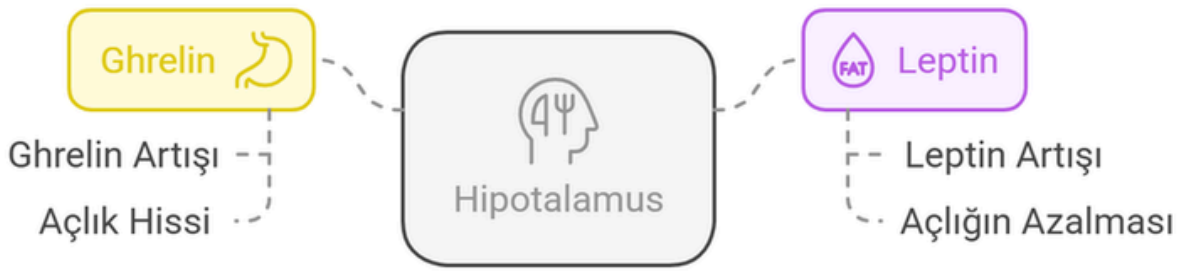 Ghrelin
Ghrelin Artışı
Açlık Hissi
Hipotalamus
FAT
Leptin
Leptin Artışı
Açlığın Azalması